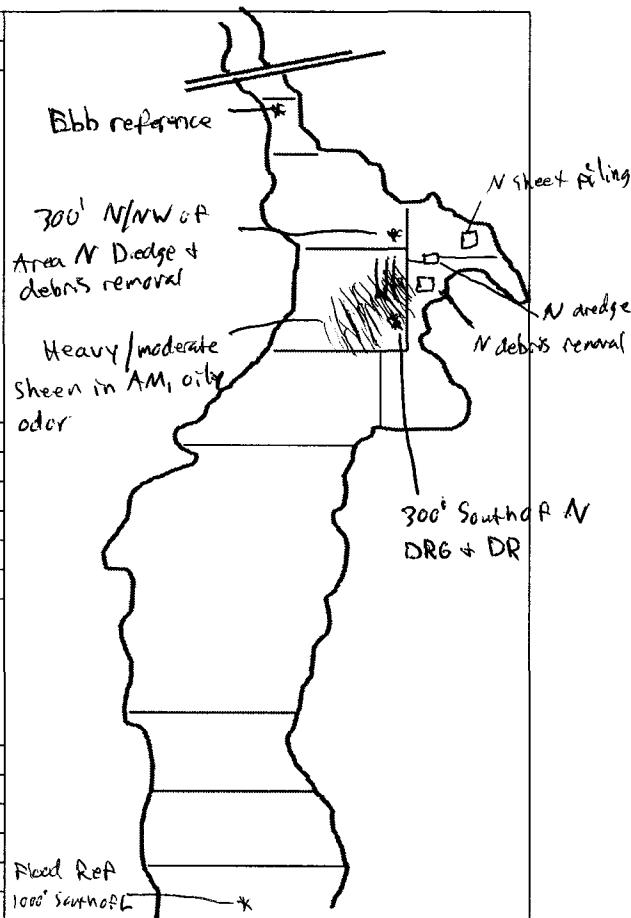 Ebb reference
N sheet piling
300' N/NW of
Area N Dredge +
debris removal
N dredge
N debris removal
Heavy/moderate
sheen in AM, oily
odor
300' South of N
DRG + DR
Flood Ref
1000' South of L